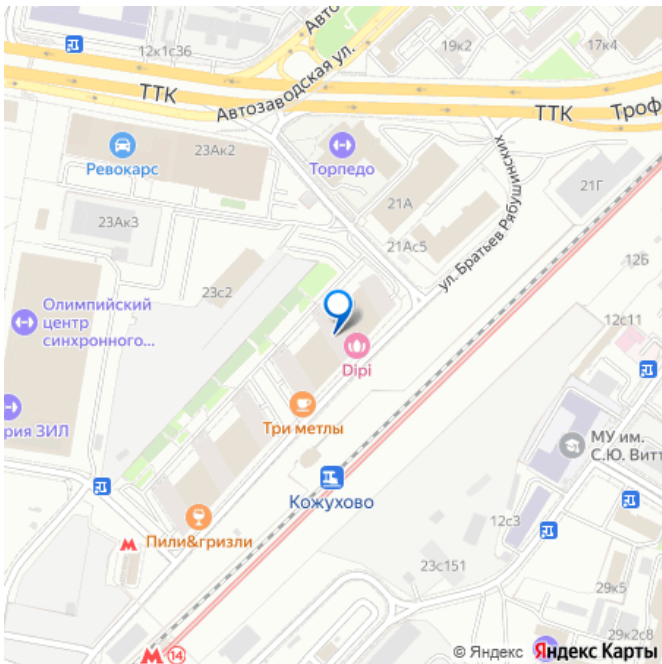 12к1с36
Авто
19к2
17к4
Автозаводская ул.
ТТК
ТТК
Троф
23Ак2
Ревокарс
Торпедо
ул. Братьев Рябушинских
21Г
21А
23Ак3
21Ас5
12Б
23с2
Олимпийский
центр
синхронного...
12с11
Dipi
рия ЗИЛ
Три метлы
МУ им.
С.Ю. Витт
Кожухово
12с3
Пили&гризли
23с151
29к5
29к2с8
14
© Яндекс Яндекс Карты